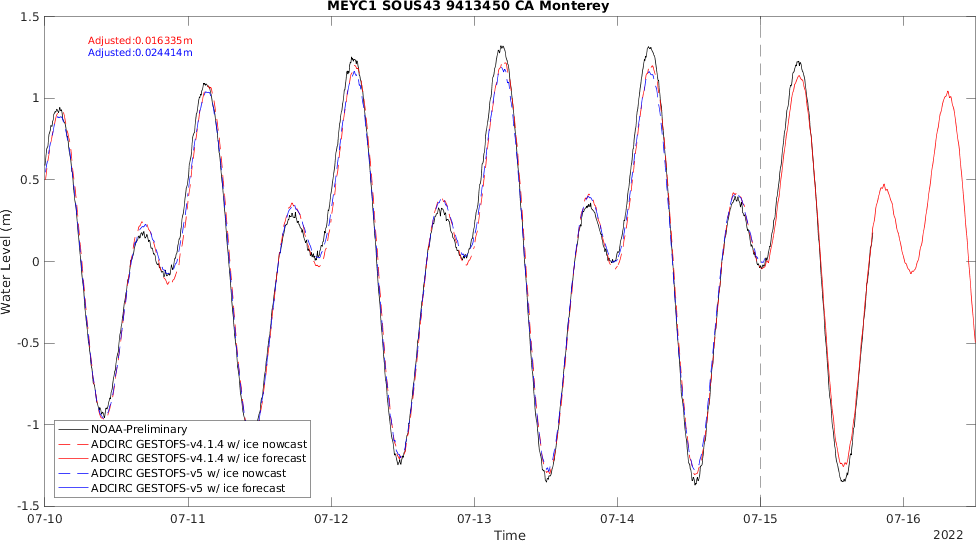 MEYC1 SOUS43 9413450 CA Monterey
Adjusted:0.016335m
Adjusted:0.024414m
1.5
1
0.5
0
-0.5
-1
-1.5
Water Level (m)
NOAA-Preliminary
ADCIRC GESTOFS-v4.1.4 w/ ice nowcast
ADCIRC GESTOFS-v4.1.4 w/ ice forecast
ADCIRC GESTOFS-v5 w/ ice nowcast
ADCIRC GESTOFS-v5 w/ ice forecast
07-10 07-11 07-12 07-13 07-14 07-15 07-16
Time
2022